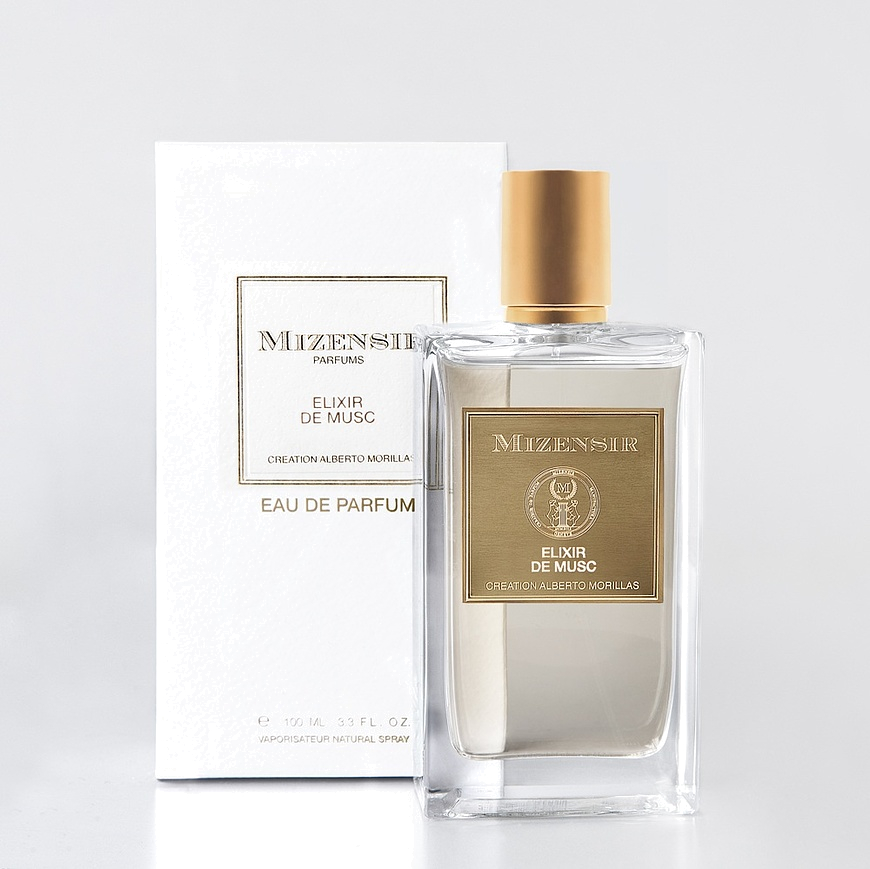 MIZENSIR
PARFUMS
ELIXIR
DE MUSC
CREATION ALBERTO MORILLAS
EAU DE PARFUM
℮ 100 ML 3.3 FL. OZ.
VAPORISATEUR NATURAL SPRAY
MIZENSIR
M
ELIXIR
DE MUSC
CREATION ALBERTO MORILLAS